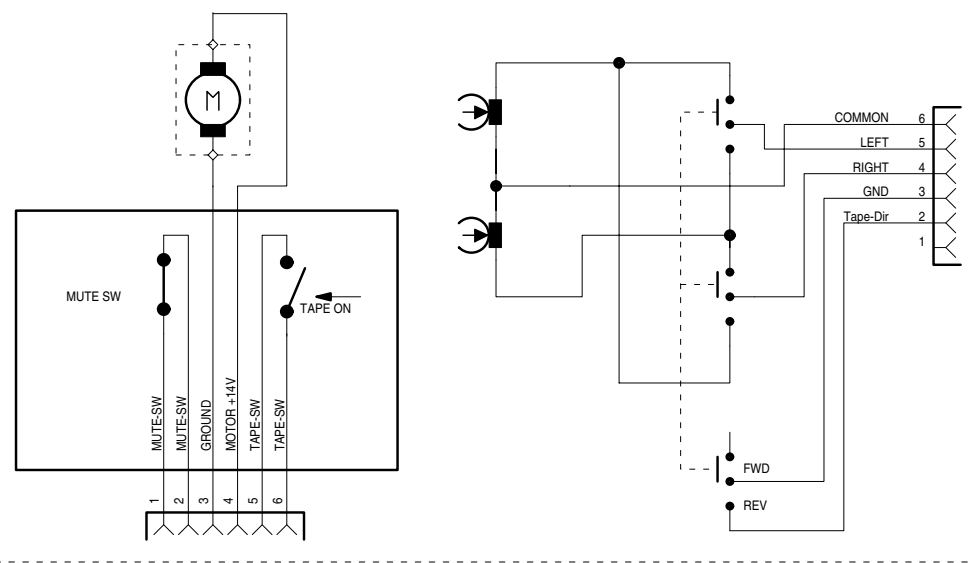 M
MUTE SW
TAPE ON
MUTE-SW
MUTE-SW
GROUND
MOTOR +14V
TAPE-SW
TAPE-SW
1 2 3 4 5 6
COMMON 6
LEFT 5
RIGHT 4
GND 3
Tape-Dir 2
1
FWD
REV